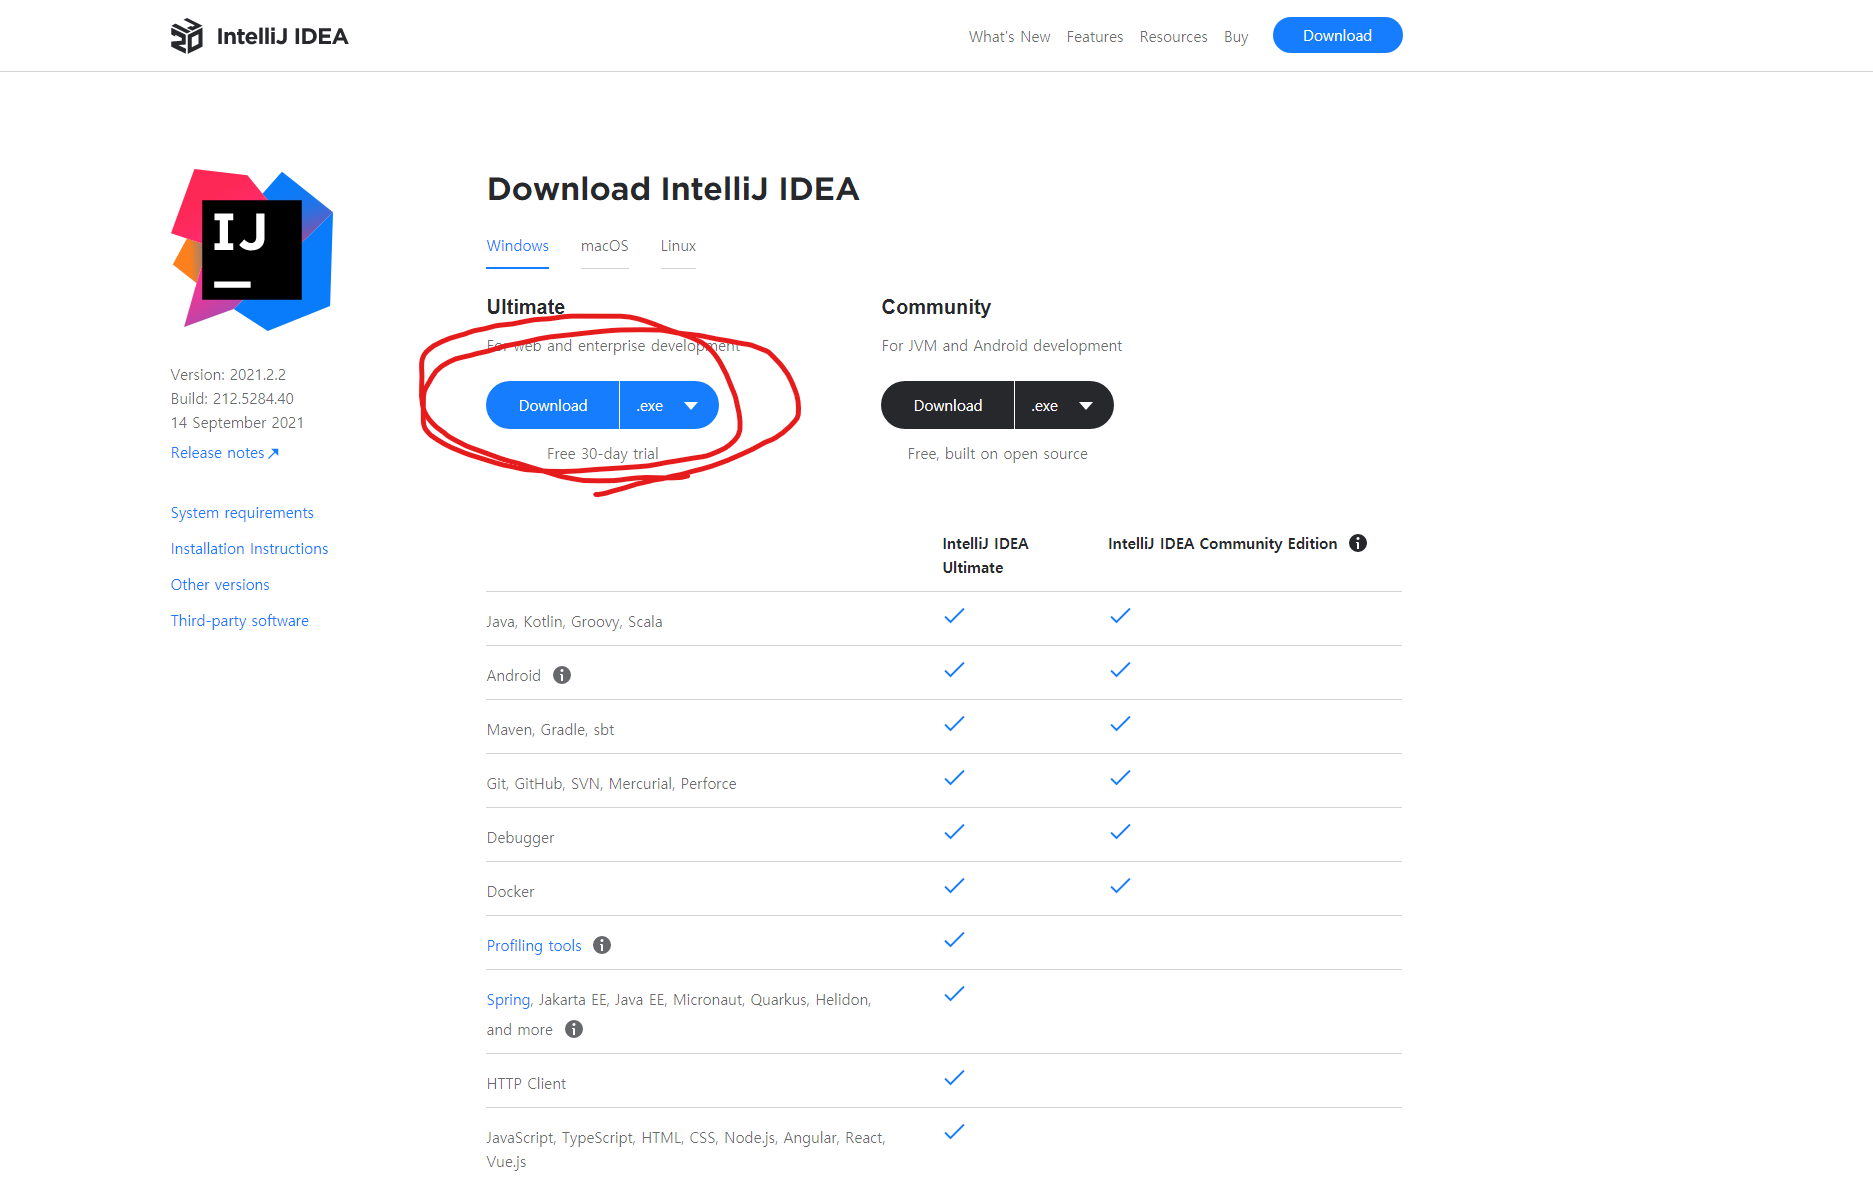 IntelliJ IDEA
What's New Features Resources Buy Download
IJ
Version: 2021.2.2
Build: 212.5284.40
14 September 2021
Release notes
System requirements
Installation Instructions
Other versions
Third-party software
Download IntelliJ IDEA
Windows macOS Linux
Ultimate
For web and enterprise development
Download .exe
Free 30-day trial
Community
For JVM and Android development
Download .exe
Free, built on open source
IntelliJ IDEA
Ultimate
IntelliJ IDEA Community Edition
Java, Kotlin, Groovy, Scala
Android
Maven, Gradle, sbt
Git, GitHub, SVN, Mercurial, Perforce
Debugger
Docker
Profiling tools
Spring, Jakarta EE, Java EE, Micronaut, Quarkus, Helidon,
and more
HTTP Client
JavaScript, TypeScript, HTML, CSS, Node.js, Angular, React,
Vue.js